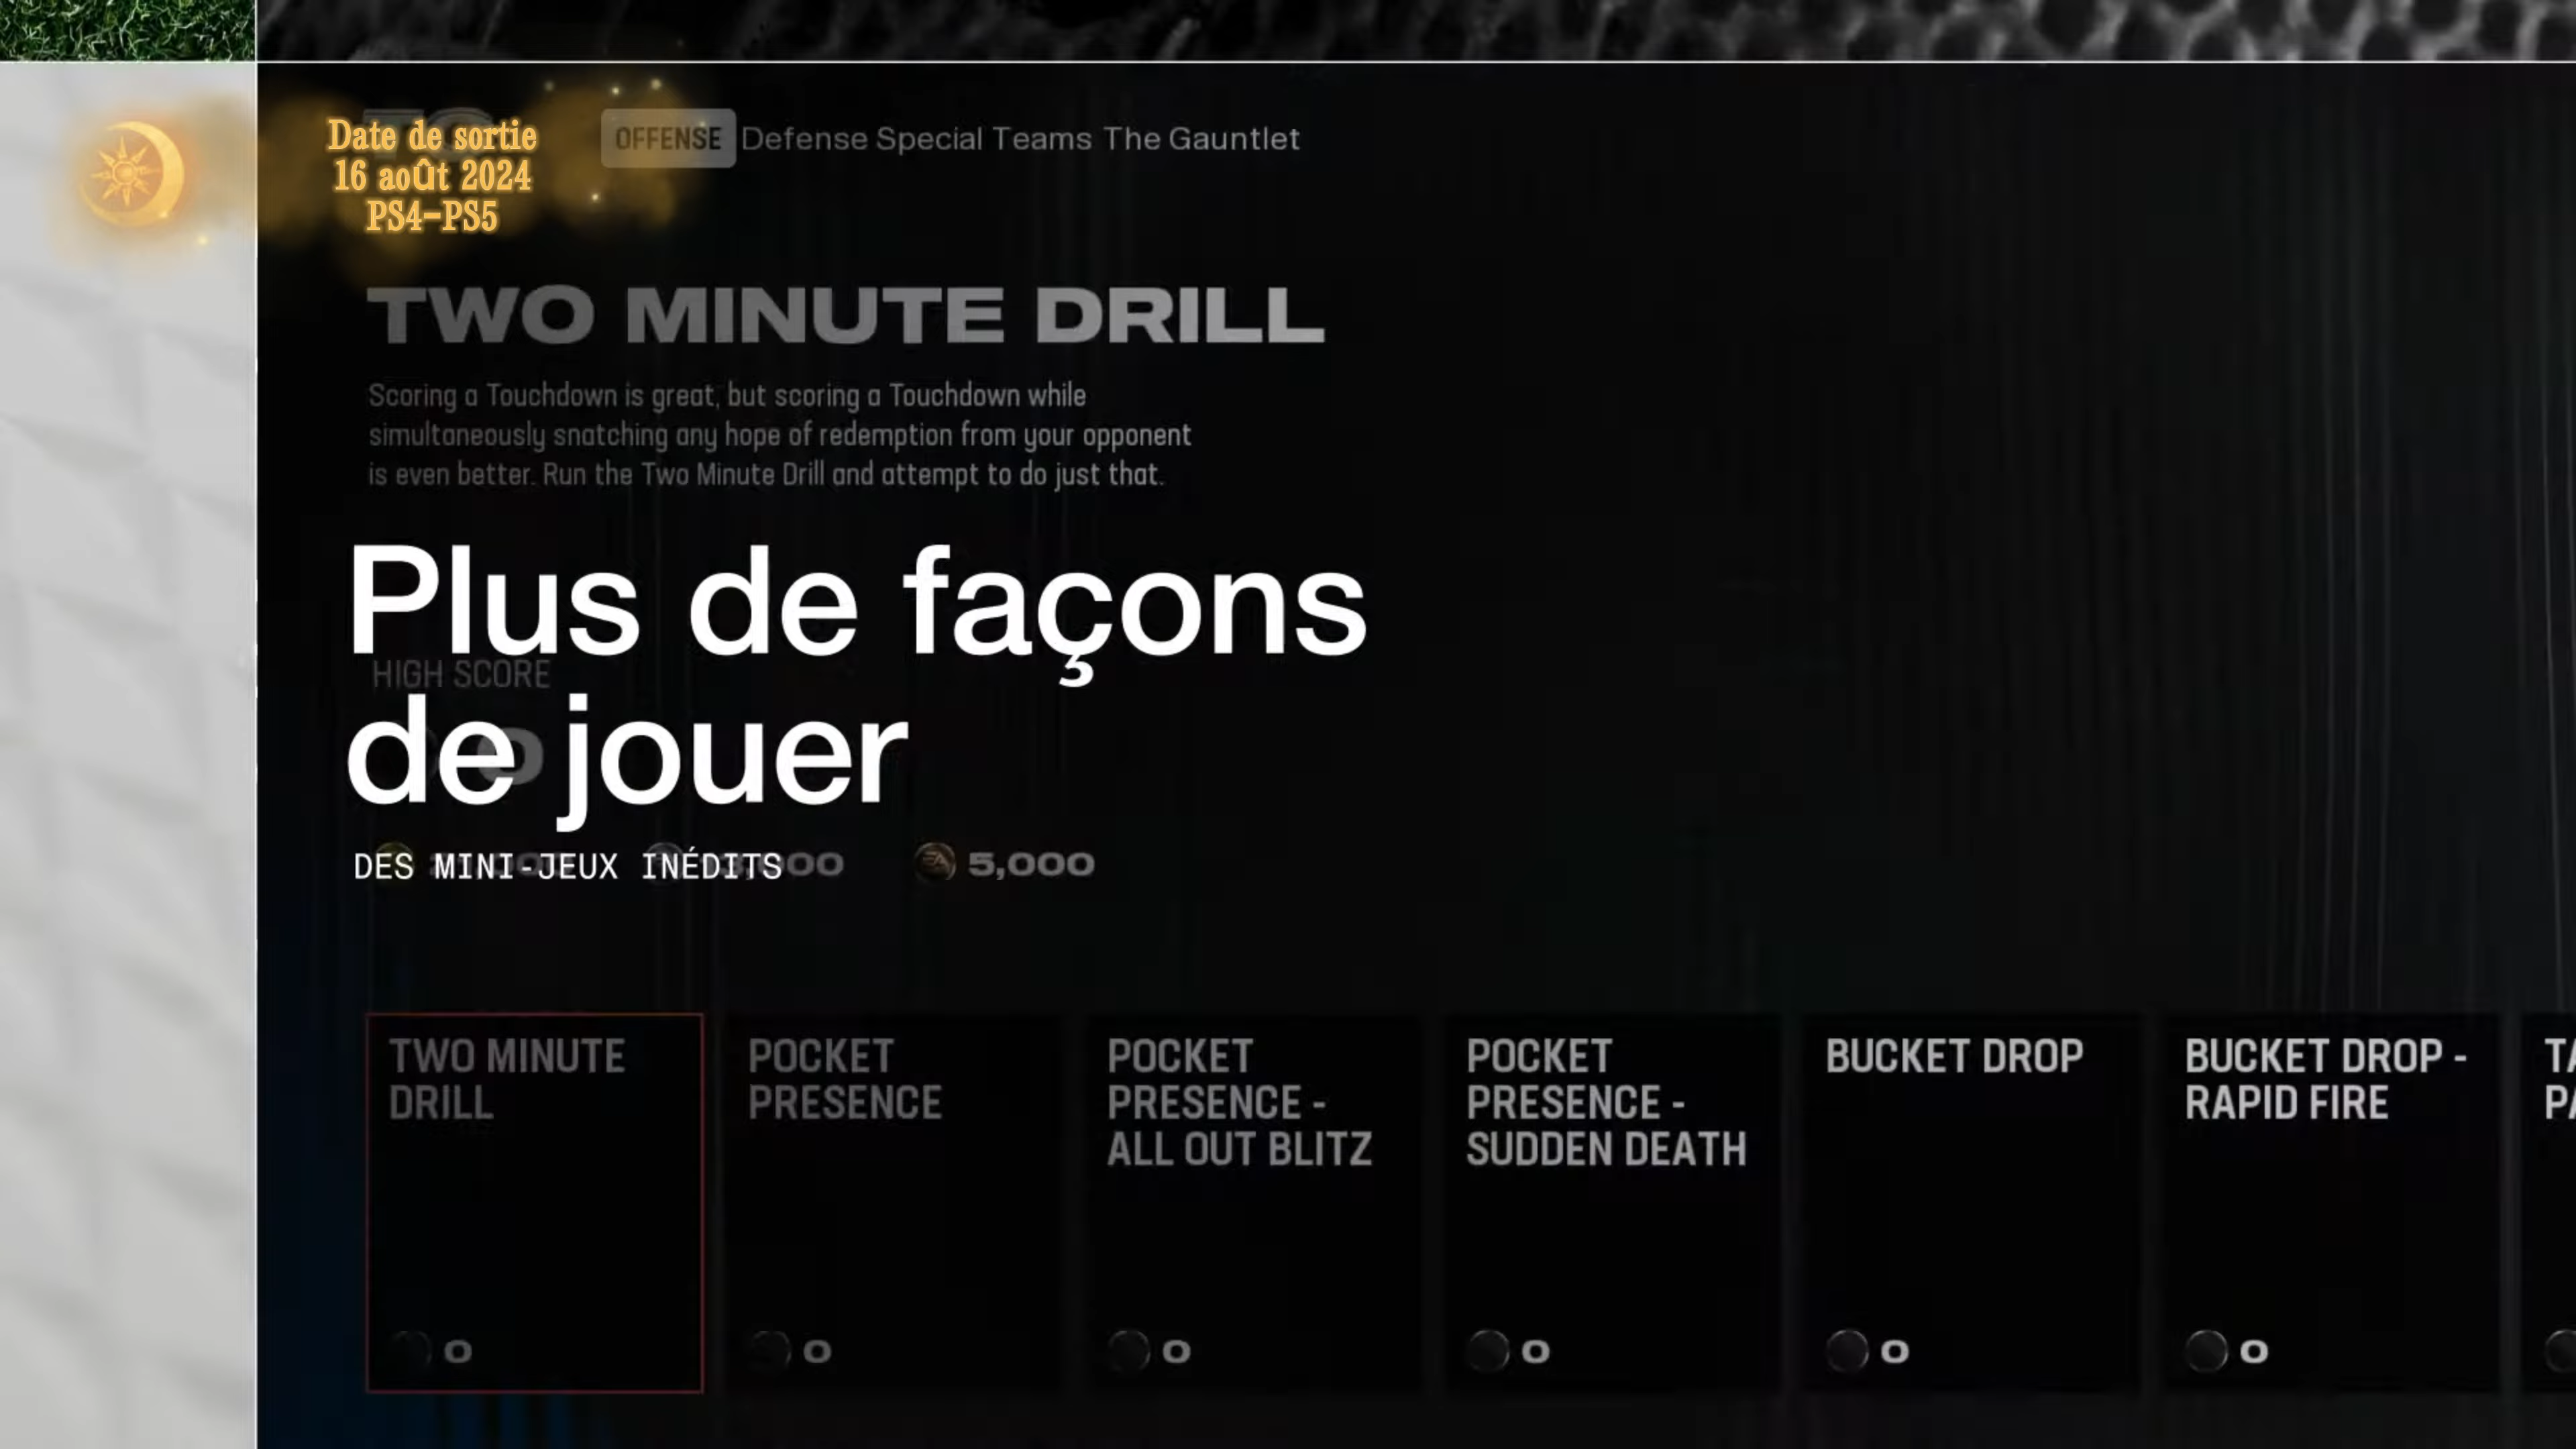 Date de sortie
16 août 2024
PS4-PS5
OFFENSE Defense Special Teams The Gauntlet
TWO MINUTE DRILL
Scoring a Touchdown is great, but scoring a Touchdown while
simultaneously snatching any hope of redemption from your opponent
is even better. Run the Two Minute Drill and attempt to do just that.
Plus de façons
HIGH SCORE
de jouer
0
DES MINI-JEUX INÉDITS
5,000
TWO MINUTE
DRILL
0
POCKET
PRESENCE
0
POCKET
PRESENCE -
ALL OUT BLITZ
0
POCKET
PRESENCE -
SUDDEN DEATH
0
BUCKET DROP
0
BUCKET DROP -
RAPID FIRE
0